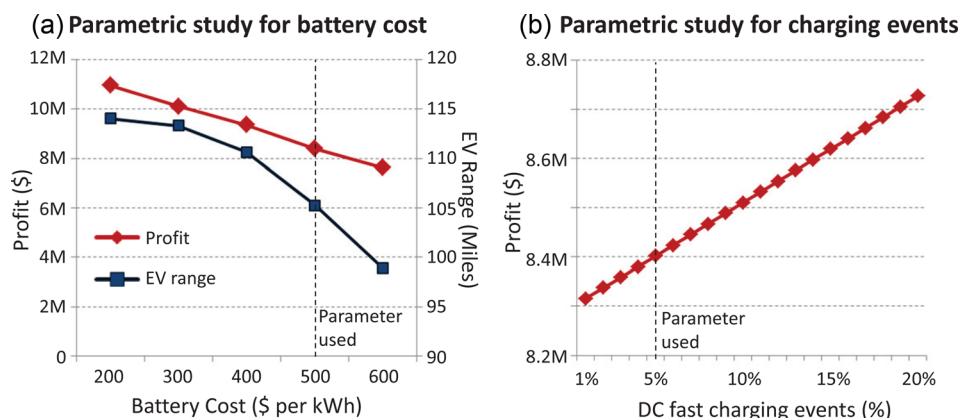 (a) Parametric study for battery cost
12M
10M
8M
6M
4M
2M
0
Profit ($)
120
115
110
105
100
95
90
EV Range (Miles)
Profit
EV range
Parameter
used
200 300 400 500 600
Battery Cost ($ per kWh)
(b) Parametric study for charging events
8.8M
8.6M
8.4M
8.2M
Profit ($)
Parameter
used
1% 5% 10% 15% 20%
DC fast charging events (%)